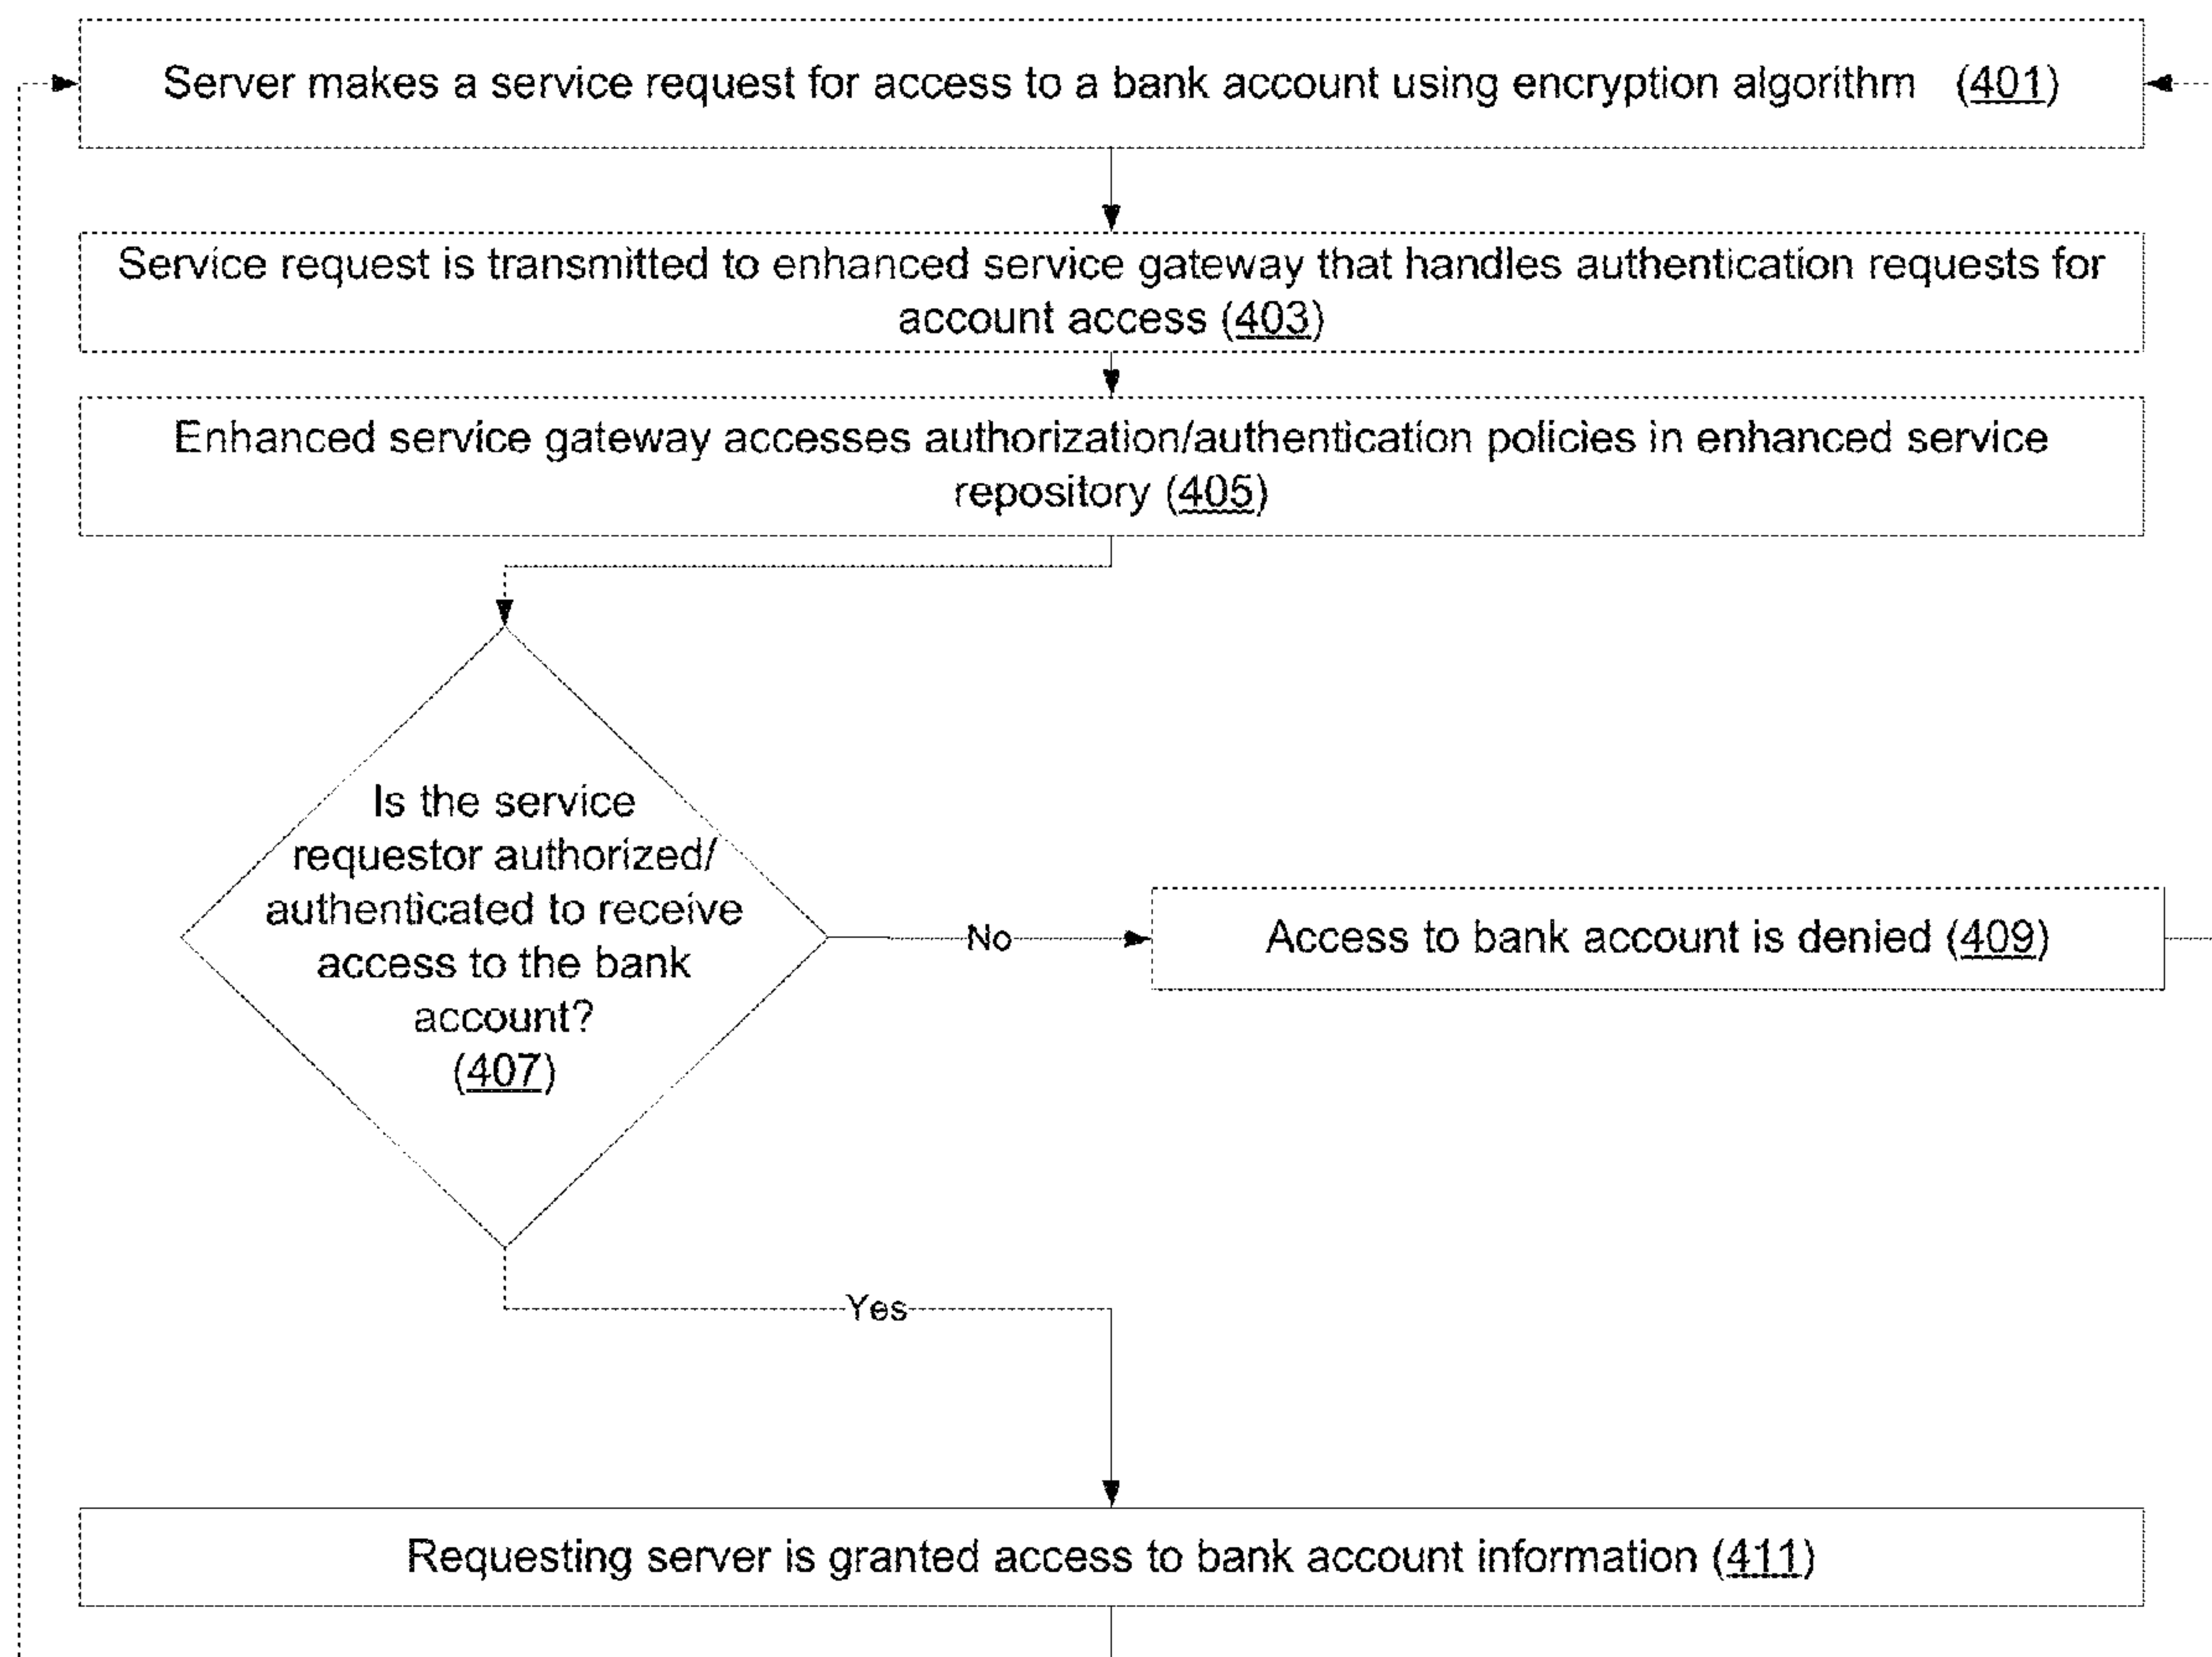 Server makes a service request for access to a bank account using encryption algorithm (401)
Service request is transmitted to enhanced service gateway that handles authentication requests for
account access (403)
Enhanced service gateway accesses authorization/authentication policies in enhanced service
repository (405)
Is the service
requestor authorized/
authenticated to receive
access to the bank
account?
(407)
No
Access to bank account is denied (409)
Yes
Requesting server is granted access to bank account information (411)